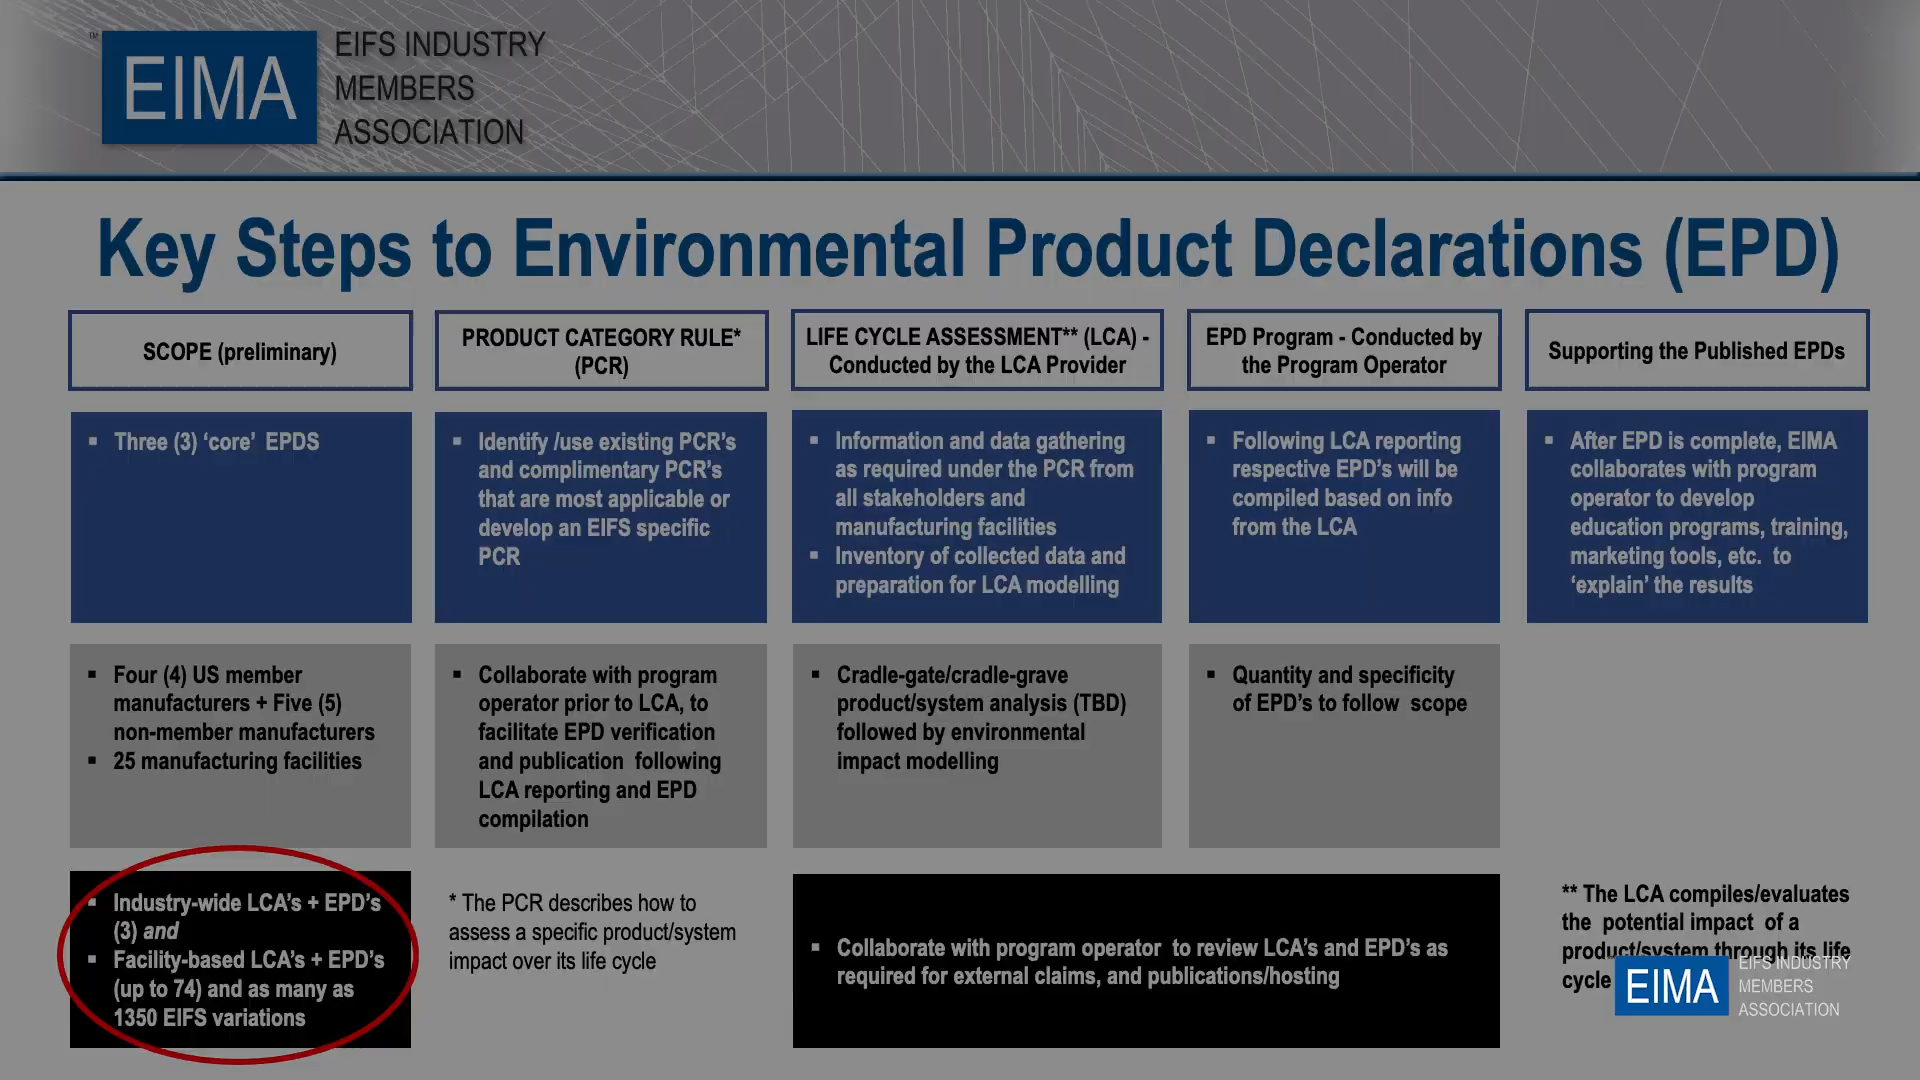 ™
EIMA
EIFS INDUSTRY
MEMBERS
ASSOCIATION
Key Steps to Environmental Product Declarations (EPD)
SCOPE (preliminary)
▪ Three (3) ‘core’ EPDS
▪ Four (4) US member
manufacturers + Five (5)
non-member manufacturers
▪ 25 manufacturing facilities
▪ Industry-wide LCA’s + EPD’s
(3) and
▪ Facility-based LCA’s + EPD’s
(up to 74) and as many as
1350 EIFS variations
PRODUCT CATEGORY RULE*
(PCR)
▪ Identify /use existing PCR’s
and complimentary PCR’s
that are most applicable or
develop an EIFS specific
PCR
▪ Collaborate with program
operator prior to LCA, to
facilitate EPD verification
and publication following
LCA reporting and EPD
compilation
* The PCR describes how to
assess a specific product/system
impact over its life cycle
LIFE CYCLE ASSESSMENT** (LCA) -
Conducted by the LCA Provider
▪ Information and data gathering
as required under the PCR from
all stakeholders and
manufacturing facilities
▪ Inventory of collected data and
preparation for LCA modelling
▪ Cradle-gate/cradle-grave
product/system analysis (TBD)
followed by environmental
impact modelling
EPD Program - Conducted by
the Program Operator
▪ Following LCA reporting
respective EPD’s will be
compiled based on info
from the LCA
▪ Quantity and specificity
of EPD’s to follow scope
▪ Collaborate with program operator to review LCA’s and EPD’s as
required for external claims, and publications/hosting
Supporting the Published EPDs
▪ After EPD is complete, EIMA
collaborates with program
operator to develop
education programs, training,
marketing tools, etc. to
‘explain’ the results
** The LCA compiles/evaluates
the potential impact of a
product/system through its life
cycle
EIMA
EIFS INDUSTRY
MEMBERS
ASSOCIATION